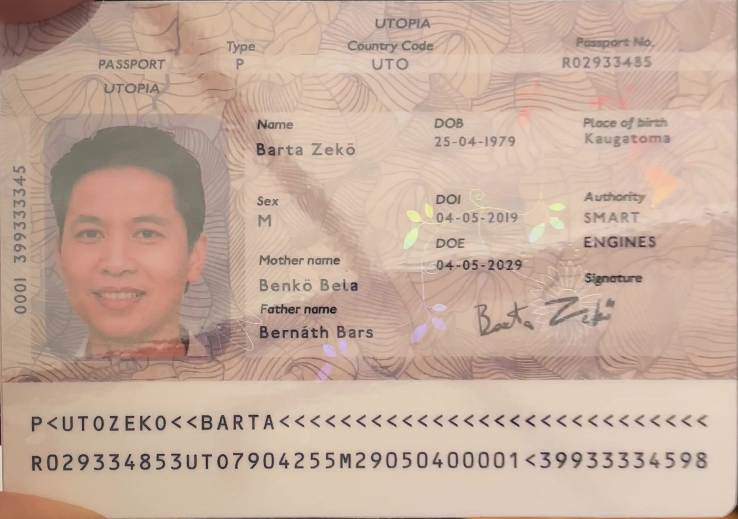 UTOPIA
PASSPORT Type Country Code Passport No.
UTOPIA P UTO R02933485
Name DOB Place of birth
Barta Zekö 25-04-1979 Kaugatoma
Sex DOI Authority
M 04-05-2019 SMART
DOE ENGINES
Mother name 04-05-2029
Benkö Bela Signature
Father name
Bernáth Bars
Barta Zekö
0001 399333345
P<UTOZEKO<<BARTA<<<<<<<<<<<<<<<<<<<<<<<<<<<<
R029334853UTO7904255M29050400001<39933334598